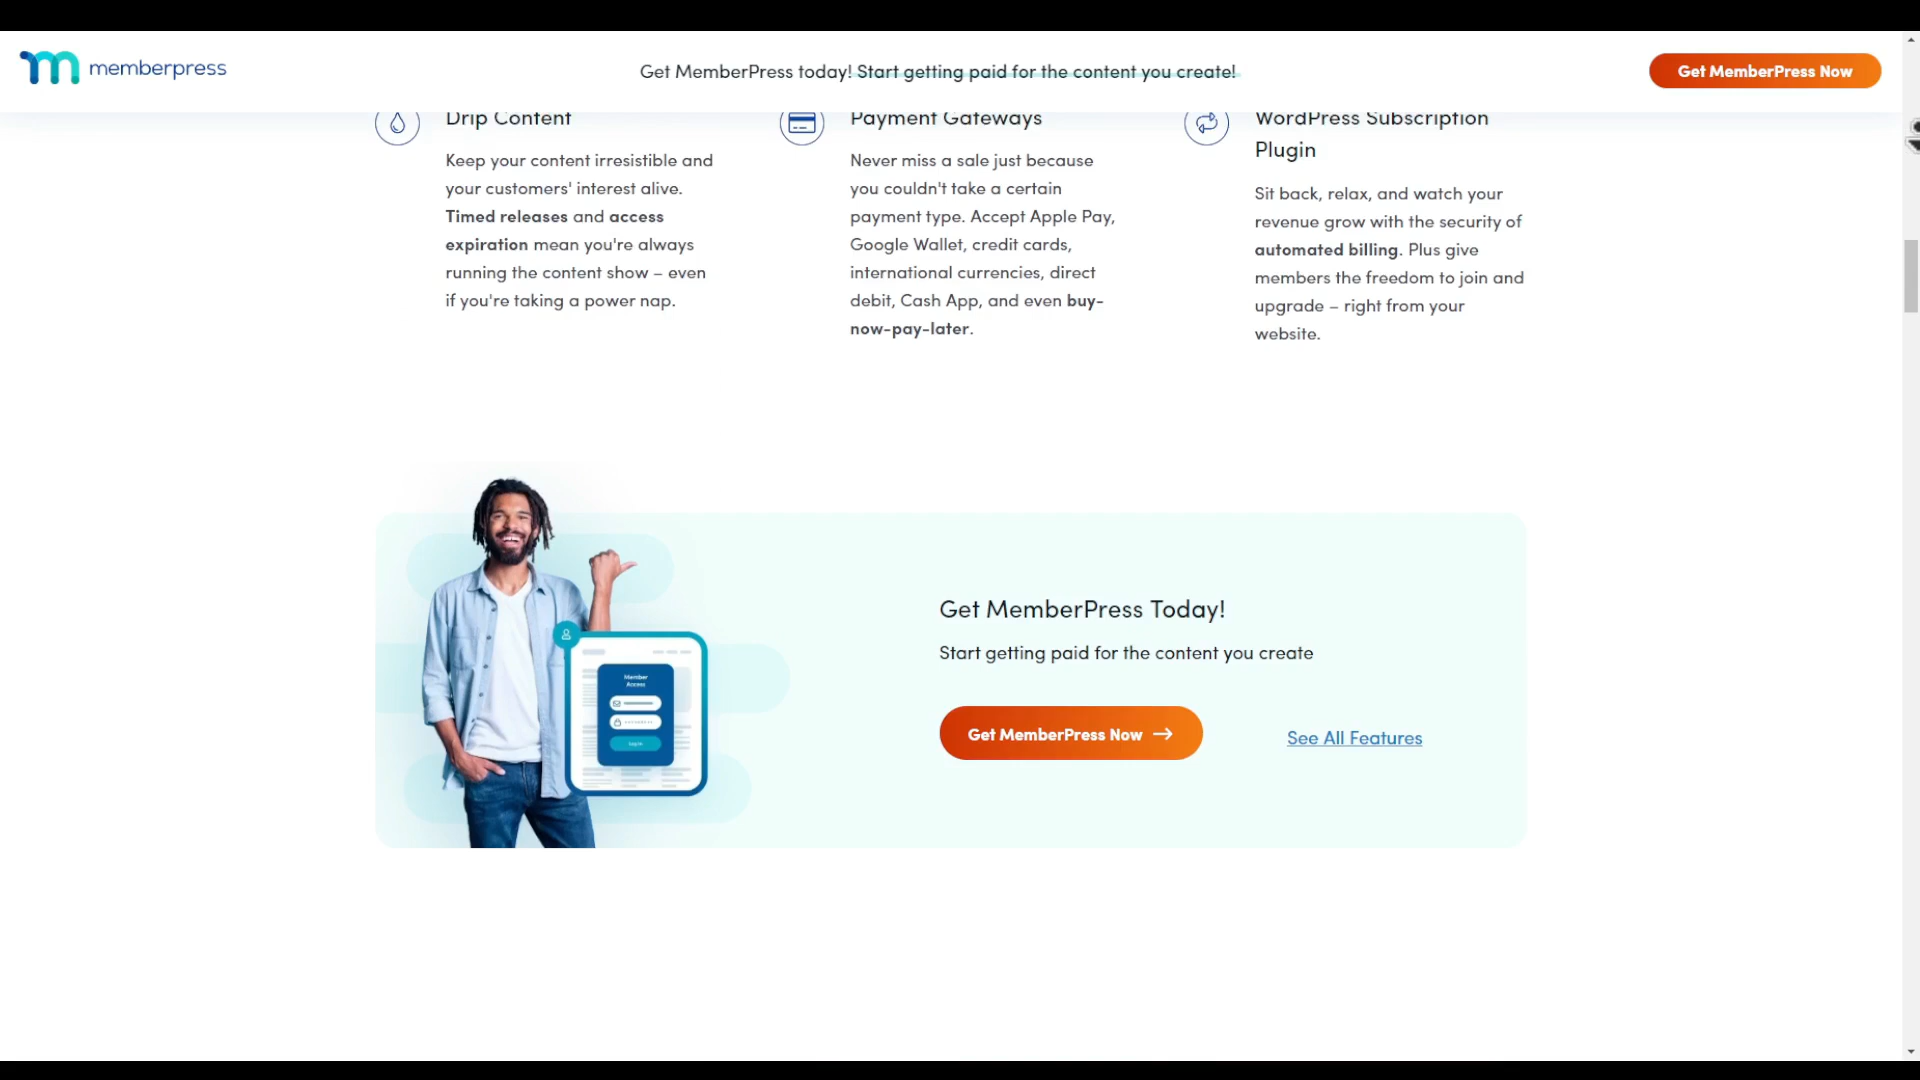 memberpress
Get MemberPress today! Start getting paid for the content you create!
Get MemberPress Now
Drip Content
Keep your content irresistible and
your customers' interest alive.
Timed releases and access
expiration mean you're always
running the content show – even
if you're taking a power nap.
Payment Gateways
Never miss a sale just because
you couldn't take a certain
payment type. Accept Apple Pay,
Google Wallet, credit cards,
international currencies, direct
debit, Cash App, and even buy-
now-pay-later.
WordPress Subscription
Plugin
Sit back, relax, and watch your
revenue grow with the security of
automated billing. Plus give
members the freedom to join and
upgrade – right from your
website.
Member
Access
Log In
Get MemberPress Today!
Start getting paid for the content you create
Get MemberPress Now
See All Features